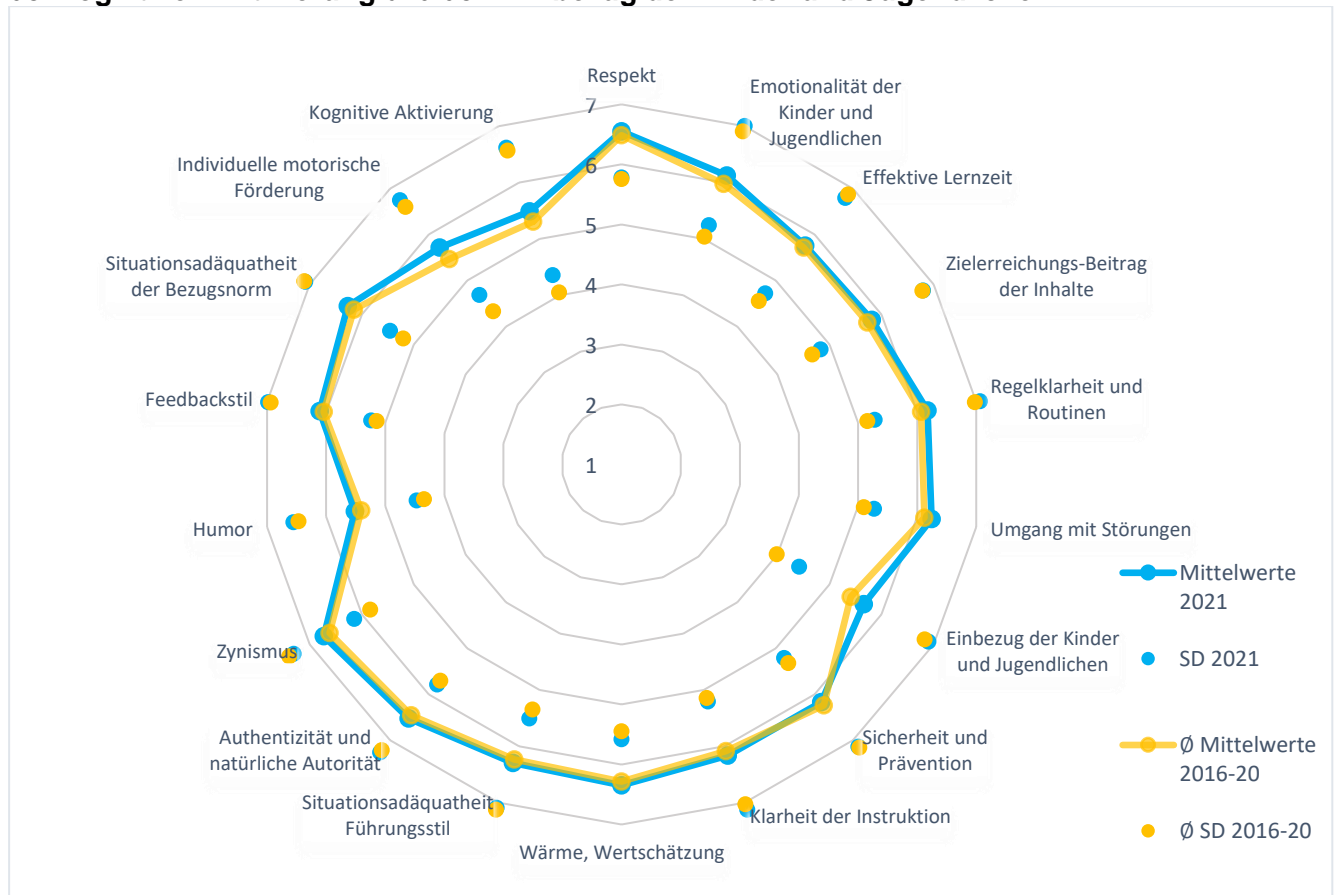 Respekt
Emotionalität der
Kinder und
Jugendlichen
Effektive Lernzeit
Zielerreichungs-Beitrag
der Inhalte
Regelklarheit und
Routinen
Umgang mit Störungen
Einbezug der Kinder
und Jugendlichen
Sicherheit und
Prävention
Klarheit der Instruktion
Wärme, Wertschätzung
Situationsadäquatheit
Führungsstil
Authentizität und
natürliche Autorität
Zynismus
Humor
Feedbackstil
Situationsadäquatheit
der Bezugsnorm
Individuelle motorische
Förderung
Kognitive Aktivierung
7
6
5
4
3
2
1
Mittelwerte
2021
SD 2021
Ø Mittelwerte
2016-20
Ø SD 2016-20